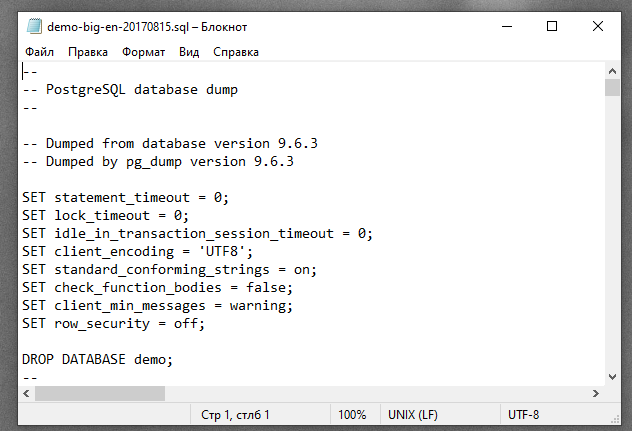 demo-big-en-20170815.sql – Блокнот
Файл Правка Формат Вид Справка
--
-- PostgreSQL database dump
--
-- Dumped from database version 9.6.3
-- Dumped by pg_dump version 9.6.3
SET statement_timeout = 0;
SET lock_timeout = 0;
SET idle_in_transaction_session_timeout = 0;
SET client_encoding = 'UTF8';
SET standard_conforming_strings = on;
SET check_function_bodies = false;
SET client_min_messages = warning;
SET row_security = off;
DROP DATABASE demo;
--
Стр 1, стлб 1 100% UNIX (LF) UTF-8